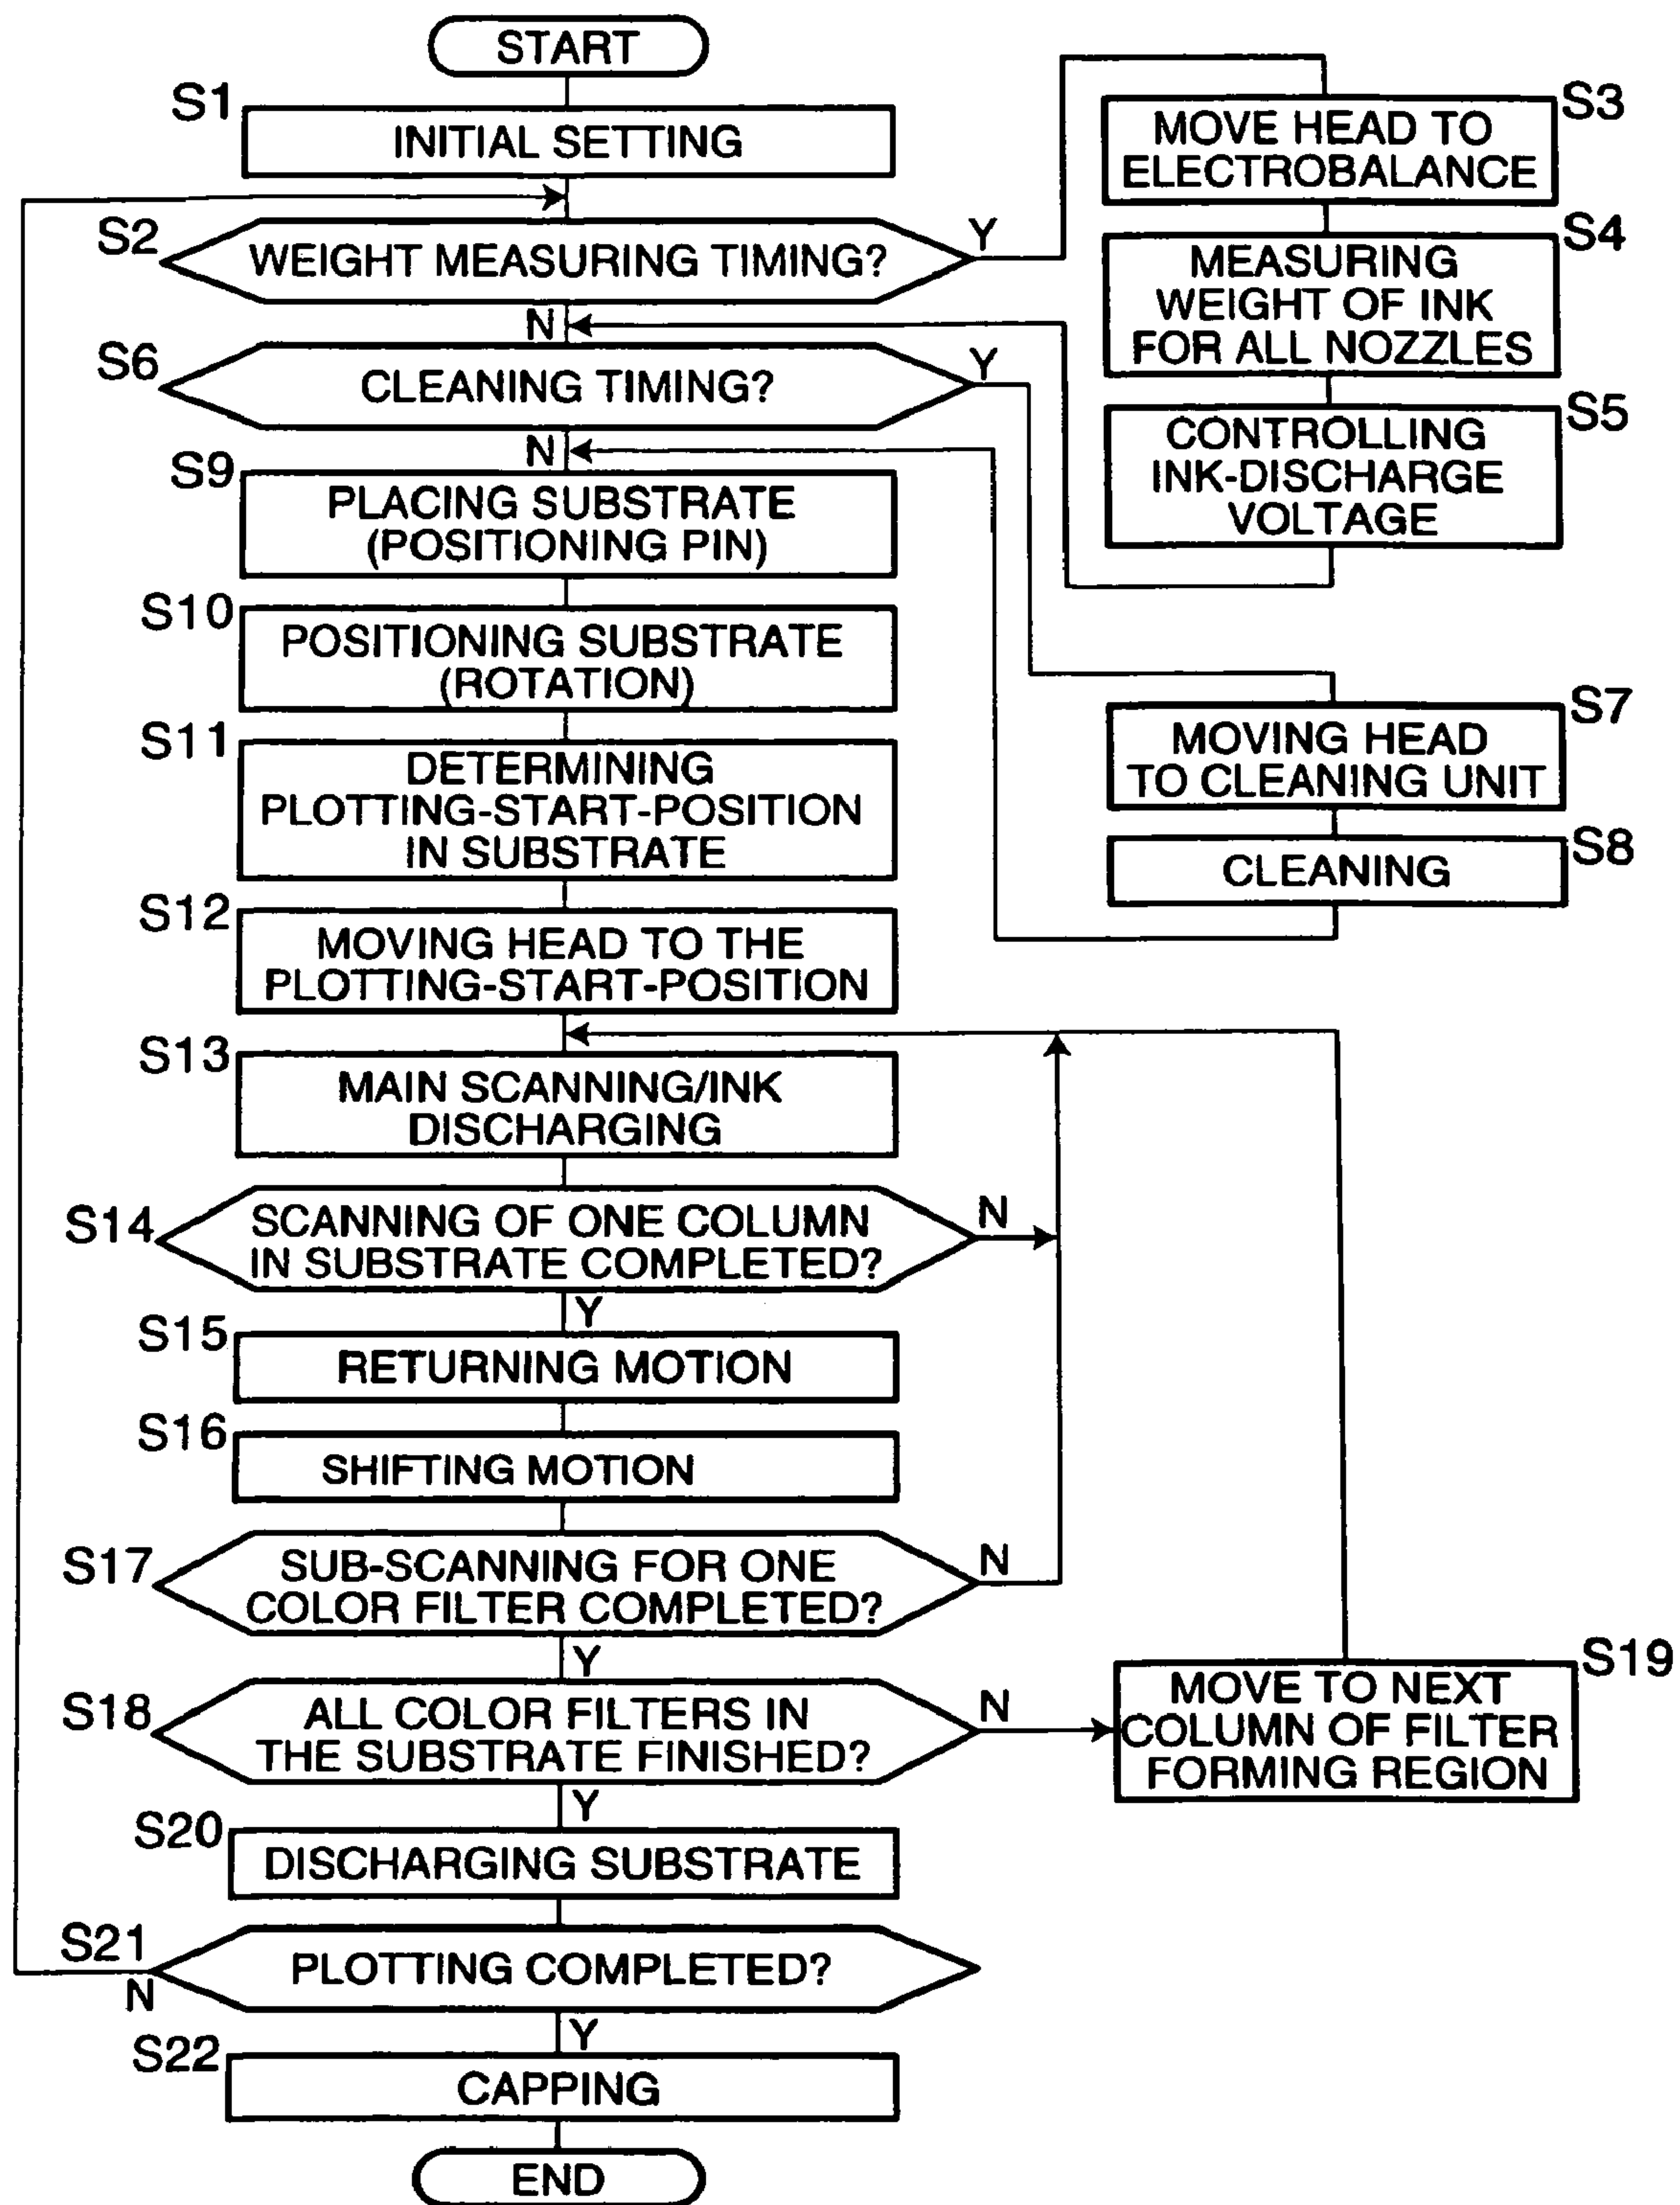 START
S1
INITIAL SETTING
S2
WEIGHT MEASURING TIMING?
Y
N
S3
MOVE HEAD TO
ELECTROBALANCE
S4
MEASURING
WEIGHT OF INK
FOR ALL NOZZLES
S5
CONTROLLING
INK-DISCHARGE
VOLTAGE
S6
CLEANING TIMING?
Y
N
S7
MOVING HEAD
TO CLEANING UNIT
S8
CLEANING
S9
PLACING SUBSTRATE
(POSITIONING PIN)
S10
POSITIONING SUBSTRATE
(ROTATION)
S11
DETERMINING
PLOTTING-START-POSITION
IN SUBSTRATE
S12
MOVING HEAD TO THE
PLOTTING-START-POSITION
S13
MAIN SCANNING/INK
DISCHARGING
S14
SCANNING OF ONE COLUMN
IN SUBSTRATE COMPLETED?
N
Y
S15
RETURNING MOTION
S16
SHIFTING MOTION
S17
SUB-SCANNING FOR ONE
COLOR FILTER COMPLETED?
N
Y
S18
ALL COLOR FILTERS IN
THE SUBSTRATE FINISHED?
N
Y
S19
MOVE TO NEXT
COLUMN OF FILTER
FORMING REGION
S20
DISCHARGING SUBSTRATE
S21
PLOTTING COMPLETED?
N
Y
S22
CAPPING
END